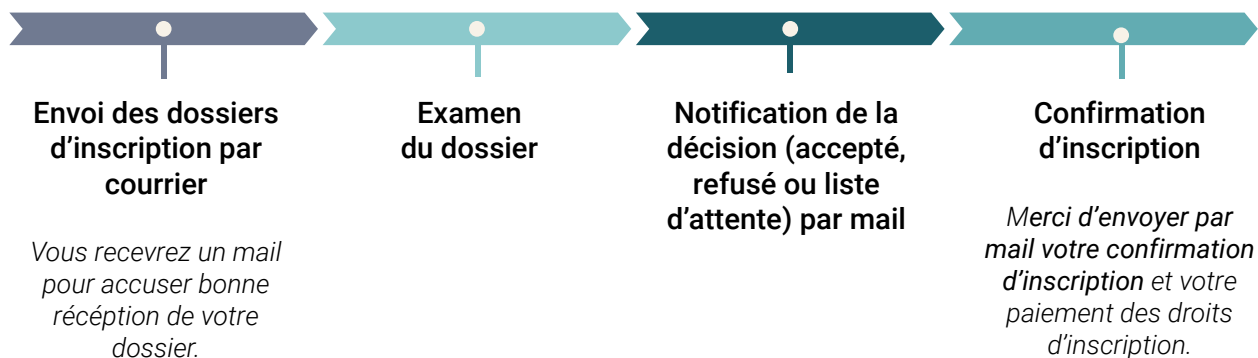 Envoi des dossiers
d’inscription par
courrier
Vous recevrez un mail
pour accuser bonne
récéption de votre
dossier.
Examen
du dossier
Notification de la
décision (accepté,
refusé ou liste
d’attente) par mail
Confirmation
d’inscription
Merci d’envoyer par
mail votre confirmation
d’inscription et votre
paiement des droits
d’inscription.